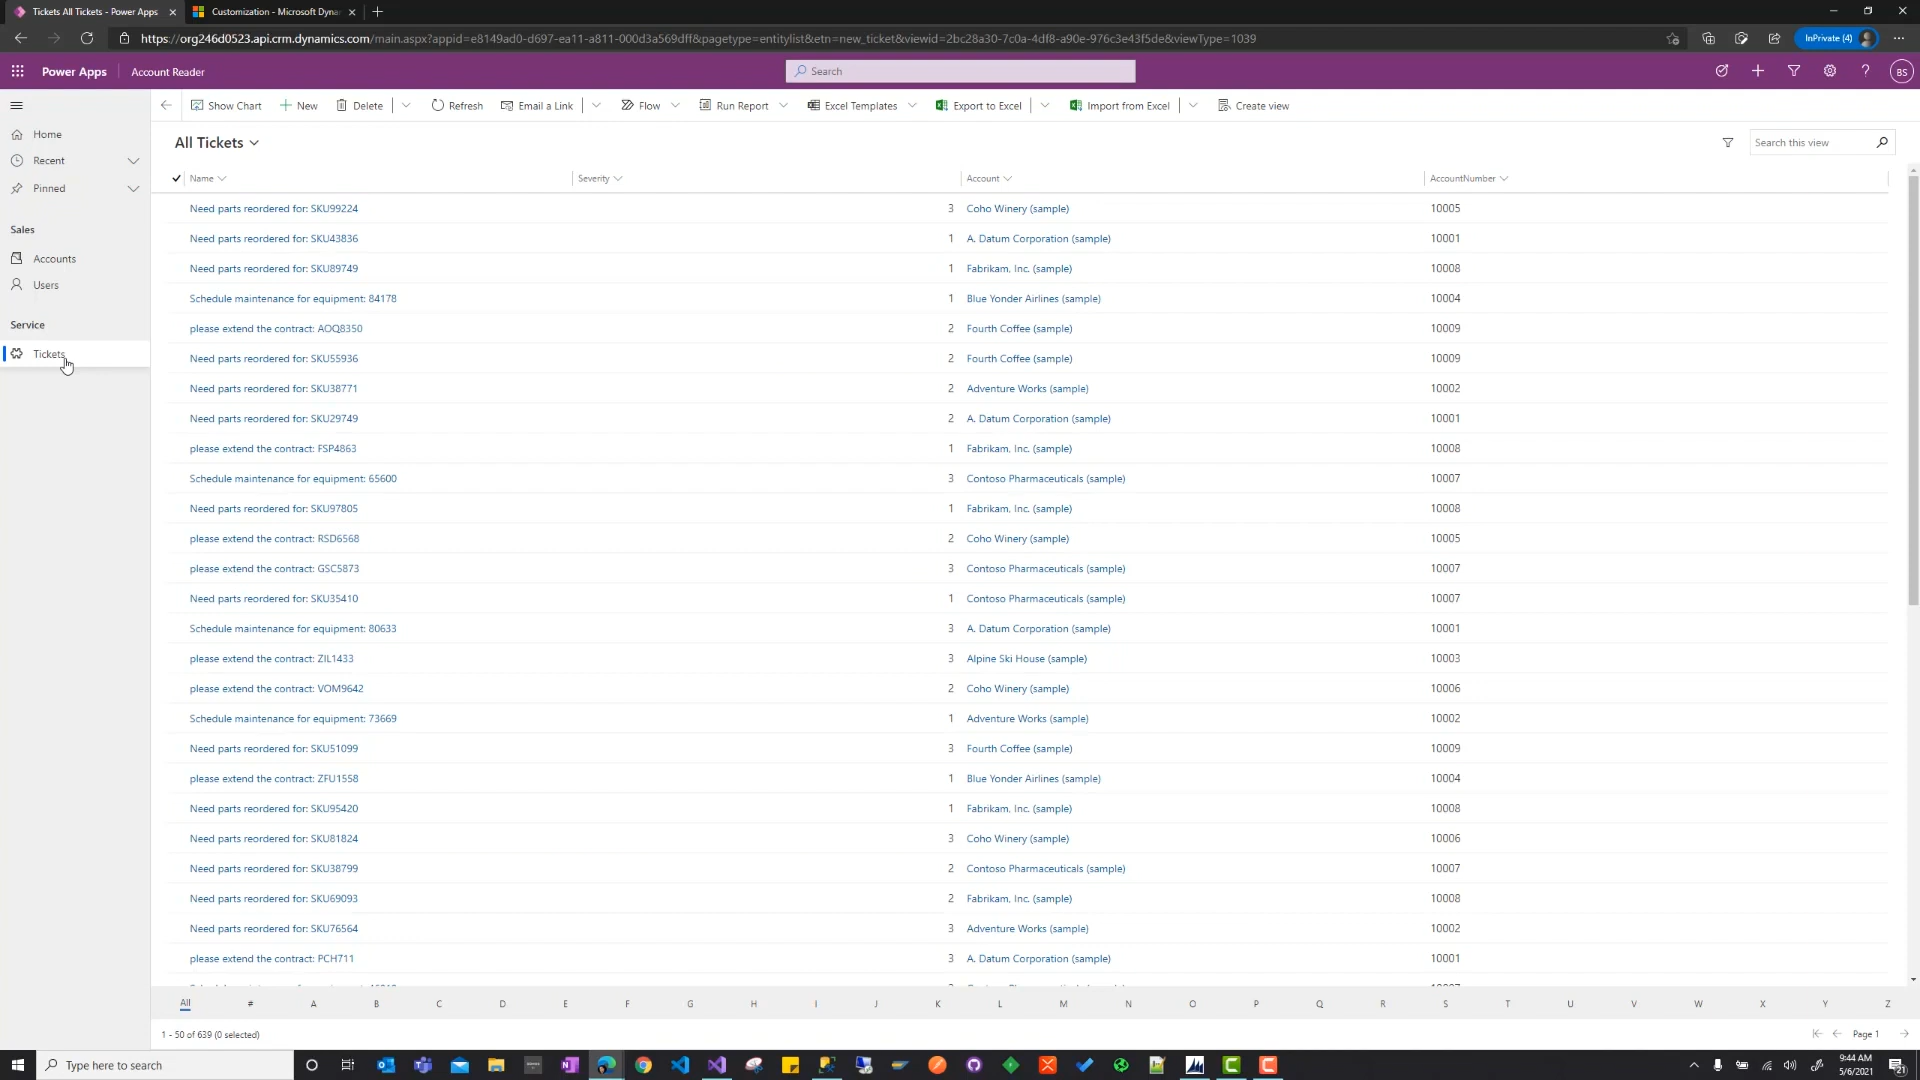 Tickets All Tickets - Power Apps
Customization - Microsoft Dynam
https://org246d0523.api.crm.dynamics.com/main.aspx?appid=e8149ad0-d697-ea11-a811-000d3a569dff&pagetype=entitylist&etn=new_ticket&viewid=2bc28a30-7c0a-4df8-a90e-976c3e43f5de&viewType=1039
InPrivate (4)
Power Apps Account Reader Search BS
Show Chart New Delete Refresh Email a Link Flow Run Report Excel Templates Export to Excel Import from Excel Create view
Home
Recent
Pinned
Sales
Accounts
Users
Service
Tickets
All Tickets Search this view
Name Severity Account AccountNumber
Need parts reordered for: SKU99224 3 Coho Winery (sample) 10005
Need parts reordered for: SKU43836 1 A. Datum Corporation (sample) 10001
Need parts reordered for: SKU89749 1 Fabrikam, Inc. (sample) 10008
Schedule maintenance for equipment: 84178 1 Blue Yonder Airlines (sample) 10004
please extend the contract: AOQ8350 2 Fourth Coffee (sample) 10009
Need parts reordered for: SKU55936 2 Fourth Coffee (sample) 10009
Need parts reordered for: SKU38771 2 Adventure Works (sample) 10002
Need parts reordered for: SKU29749 2 A. Datum Corporation (sample) 10001
please extend the contract: FSP4863 1 Fabrikam, Inc. (sample) 10008
Schedule maintenance for equipment: 65600 3 Contoso Pharmaceuticals (sample) 10007
Need parts reordered for: SKU97805 1 Fabrikam, Inc. (sample) 10008
please extend the contract: RSD6568 2 Coho Winery (sample) 10005
please extend the contract: GSC5873 3 Contoso Pharmaceuticals (sample) 10007
Need parts reordered for: SKU35410 1 Contoso Pharmaceuticals (sample) 10007
Schedule maintenance for equipment: 80633 3 A. Datum Corporation (sample) 10001
please extend the contract: ZIL1433 3 Alpine Ski House (sample) 10003
please extend the contract: VOM9642 2 Coho Winery (sample) 10006
Schedule maintenance for equipment: 73669 1 Adventure Works (sample) 10002
Need parts reordered for: SKU51099 3 Fourth Coffee (sample) 10009
please extend the contract: ZFU1558 1 Blue Yonder Airlines (sample) 10004
Need parts reordered for: SKU95420 1 Fabrikam, Inc. (sample) 10008
Need parts reordered for: SKU81824 3 Coho Winery (sample) 10006
Need parts reordered for: SKU38799 2 Contoso Pharmaceuticals (sample) 10007
Need parts reordered for: SKU69093 2 Fabrikam, Inc. (sample) 10008
Need parts reordered for: SKU76564 3 Adventure Works (sample) 10002
please extend the contract: PCH711 3 A. Datum Corporation (sample) 10001
All # A B C D E F G H I J K L M N O P Q R S T U V W X Y Z
1 - 50 of 639 (0 selected) Page 1
Type here to search
9:44 AM
5/6/2021
21